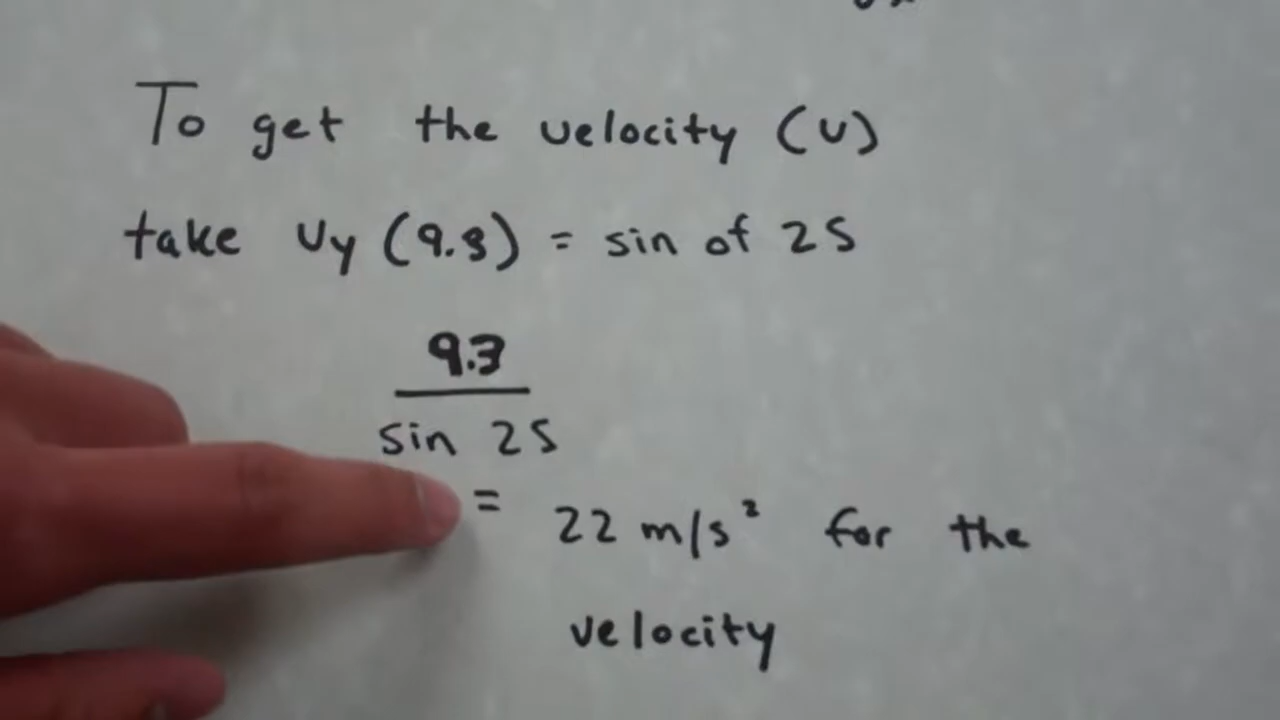 To get the velocity (v)
take vy (9.3) = sin of 25
9.3
sin 25
= 22 m/s² for the
velocity